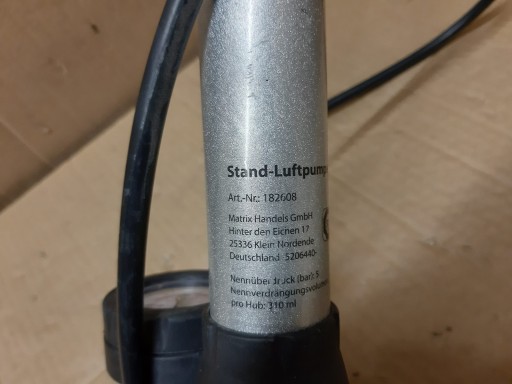 Stand-Luftpump
Art.-Nr.: 182608
Matrix Handels GmbH
Hinter den Eichen 17
25336 Klein Nordende
Deutschland 5206440-
Nennüberdruck (bar): 5
Nennverdrängungsvolumen
pro Hub: 310 ml